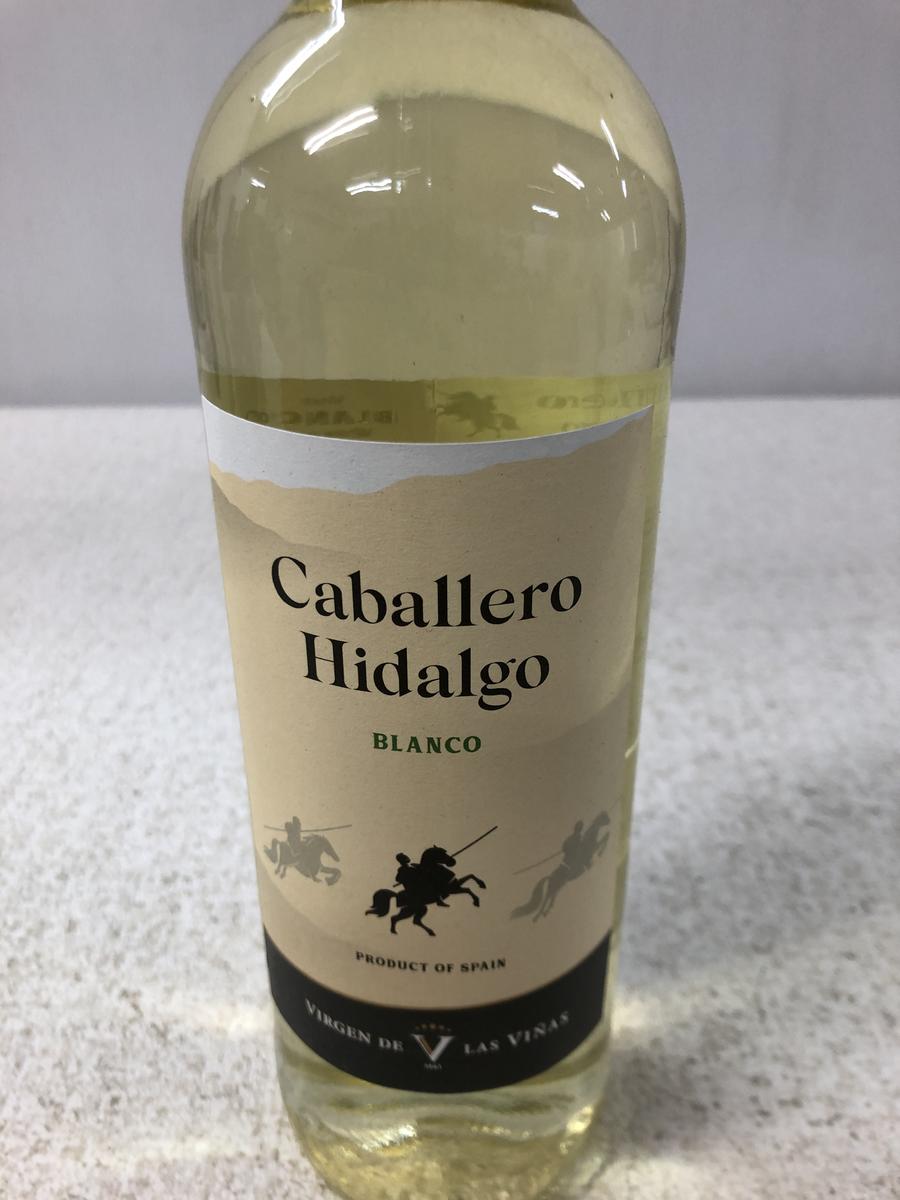 Caballero
Hidalgo
BLANCO
PRODUCT OF SPAIN
VIRGEN DE V LAS VIÑAS